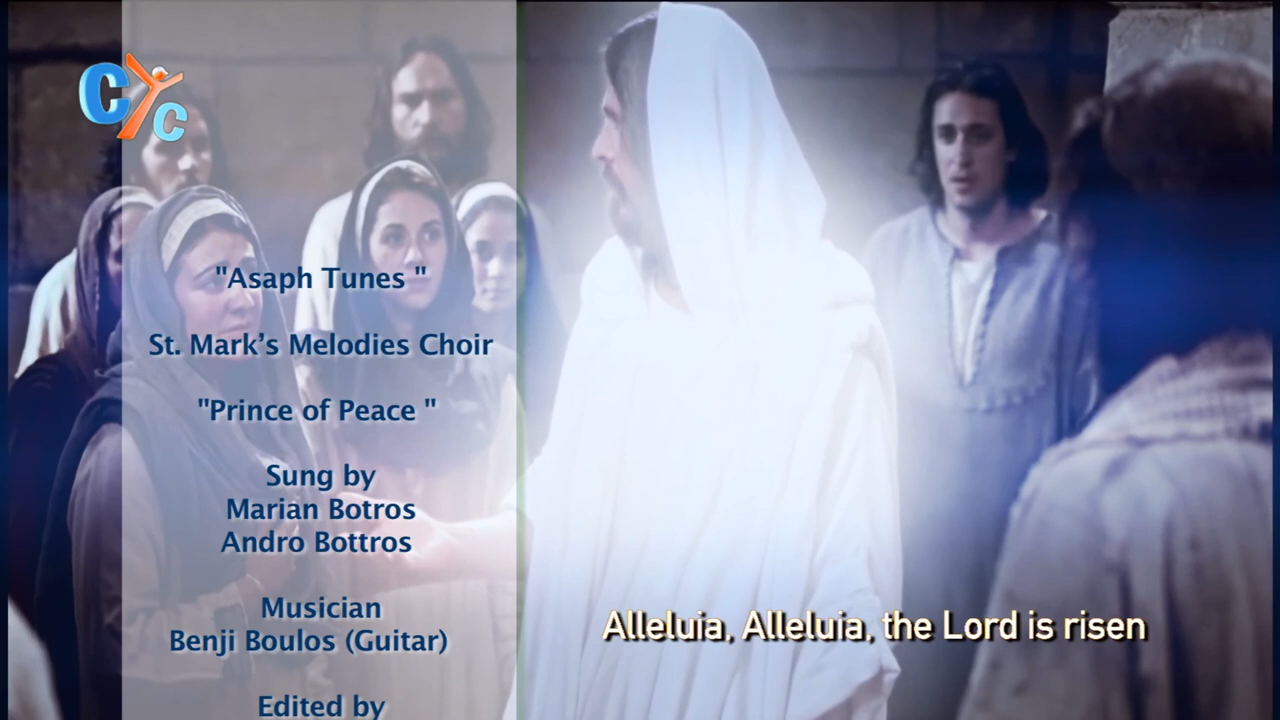 CYC
"Asaph Tunes "
St. Mark’s Melodies Choir
"Prince of Peace "
Sung by
Marian Botros
Andro Bottros
Musician
Benji Boulos (Guitar)
Edited by
Alleluia, Alleluia, the Lord is risen